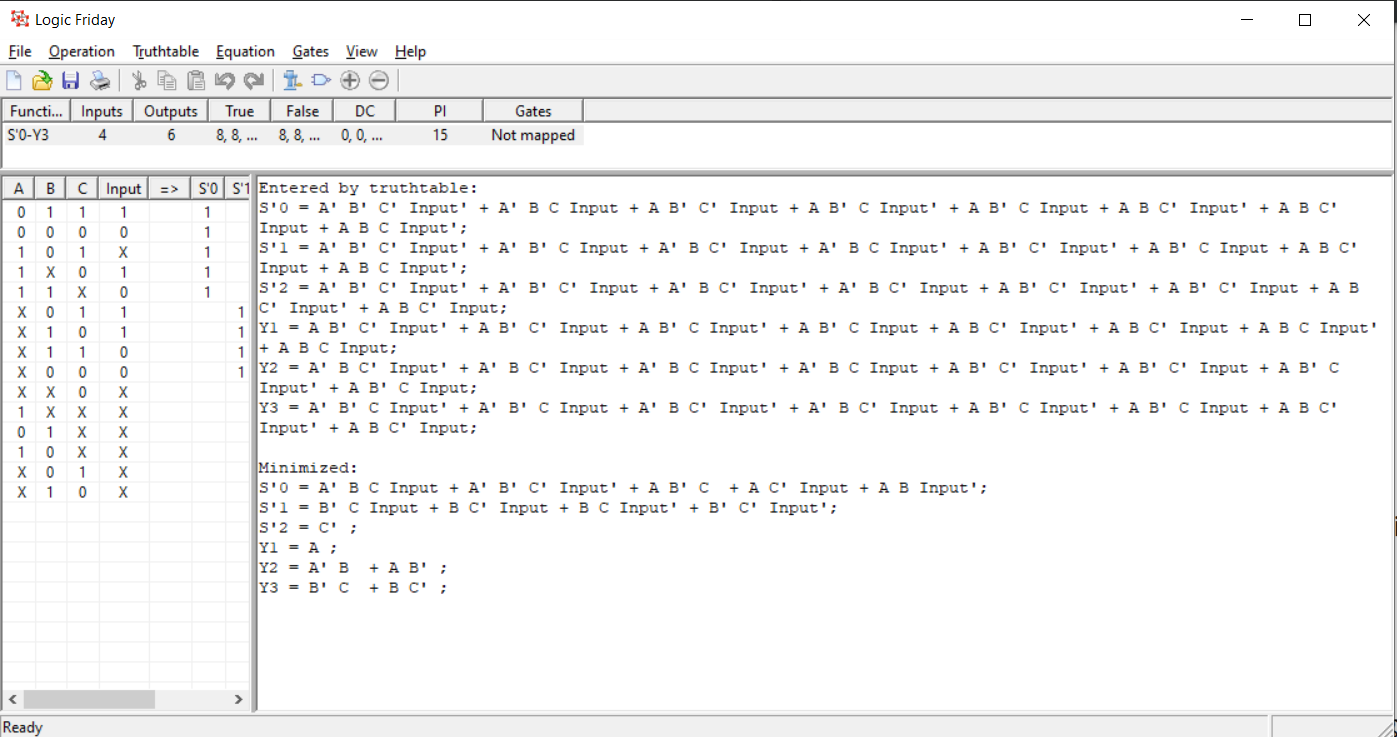 Logic Friday
File Operation Truthtable Equation Gates View Help
Functi... Inputs Outputs True False DC PI Gates
S'0-Y3 4 6 8, 8, ... 8, 8, ... 0, 0, ... 15 Not mapped
A B C Input => S'0 S'1
0 1 1 1 1
0 0 0 0 1
1 0 1 X 1
1 X 0 1 1
1 1 X 0 1
X 0 1 1 1
X 1 0 1 1
X 1 1 0 1
X 0 0 0 1
X X 0 X
1 X X X
0 1 X X
1 0 X X
X 0 1 X
X 1 0 X
Entered by truthtable:
S'0 = A' B' C' Input' + A' B C Input + A B' C' Input + A B' C Input' + A B' C Input + A B C' Input' + A B C'
Input + A B C Input';
S'1 = A' B' C' Input' + A' B' C Input + A' B C' Input + A' B C Input' + A B' C' Input' + A B' C Input + A B C'
Input + A B C Input';
S'2 = A' B' C' Input' + A' B' C' Input + A' B C' Input' + A' B C' Input + A B' C' Input' + A B' C' Input + A B
C' Input' + A B C' Input;
Y1 = A B' C' Input' + A B' C' Input + A B' C Input' + A B' C Input + A B C' Input' + A B C' Input + A B C Input'
+ A B C Input;
Y2 = A' B C' Input' + A' B C' Input + A' B C Input' + A' B C Input + A B' C' Input' + A B' C' Input + A B' C
Input' + A B' C Input;
Y3 = A' B' C Input' + A' B' C Input + A' B C' Input' + A' B C' Input + A B' C Input' + A B' C Input + A B C'
Input' + A B C' Input;
Minimized:
S'0 = A' B C Input + A' B' C' Input' + A B' C  + A C' Input + A B Input';
S'1 = B' C Input + B C' Input + B C Input' + B' C' Input';
S'2 = C' ;
Y1 = A ;
Y2 = A' B  + A B' ;
Y3 = B' C  + B C' ;
Ready